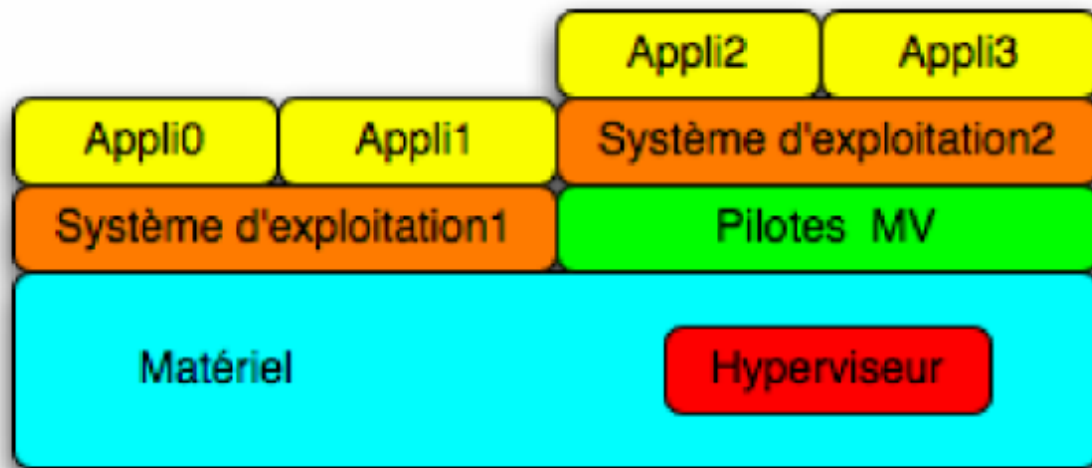 Appli2 Appli3
Appli0 Appli1 Système d'exploitation2
Système d'exploitation1 Pilotes MV
Matériel Hyperviseur